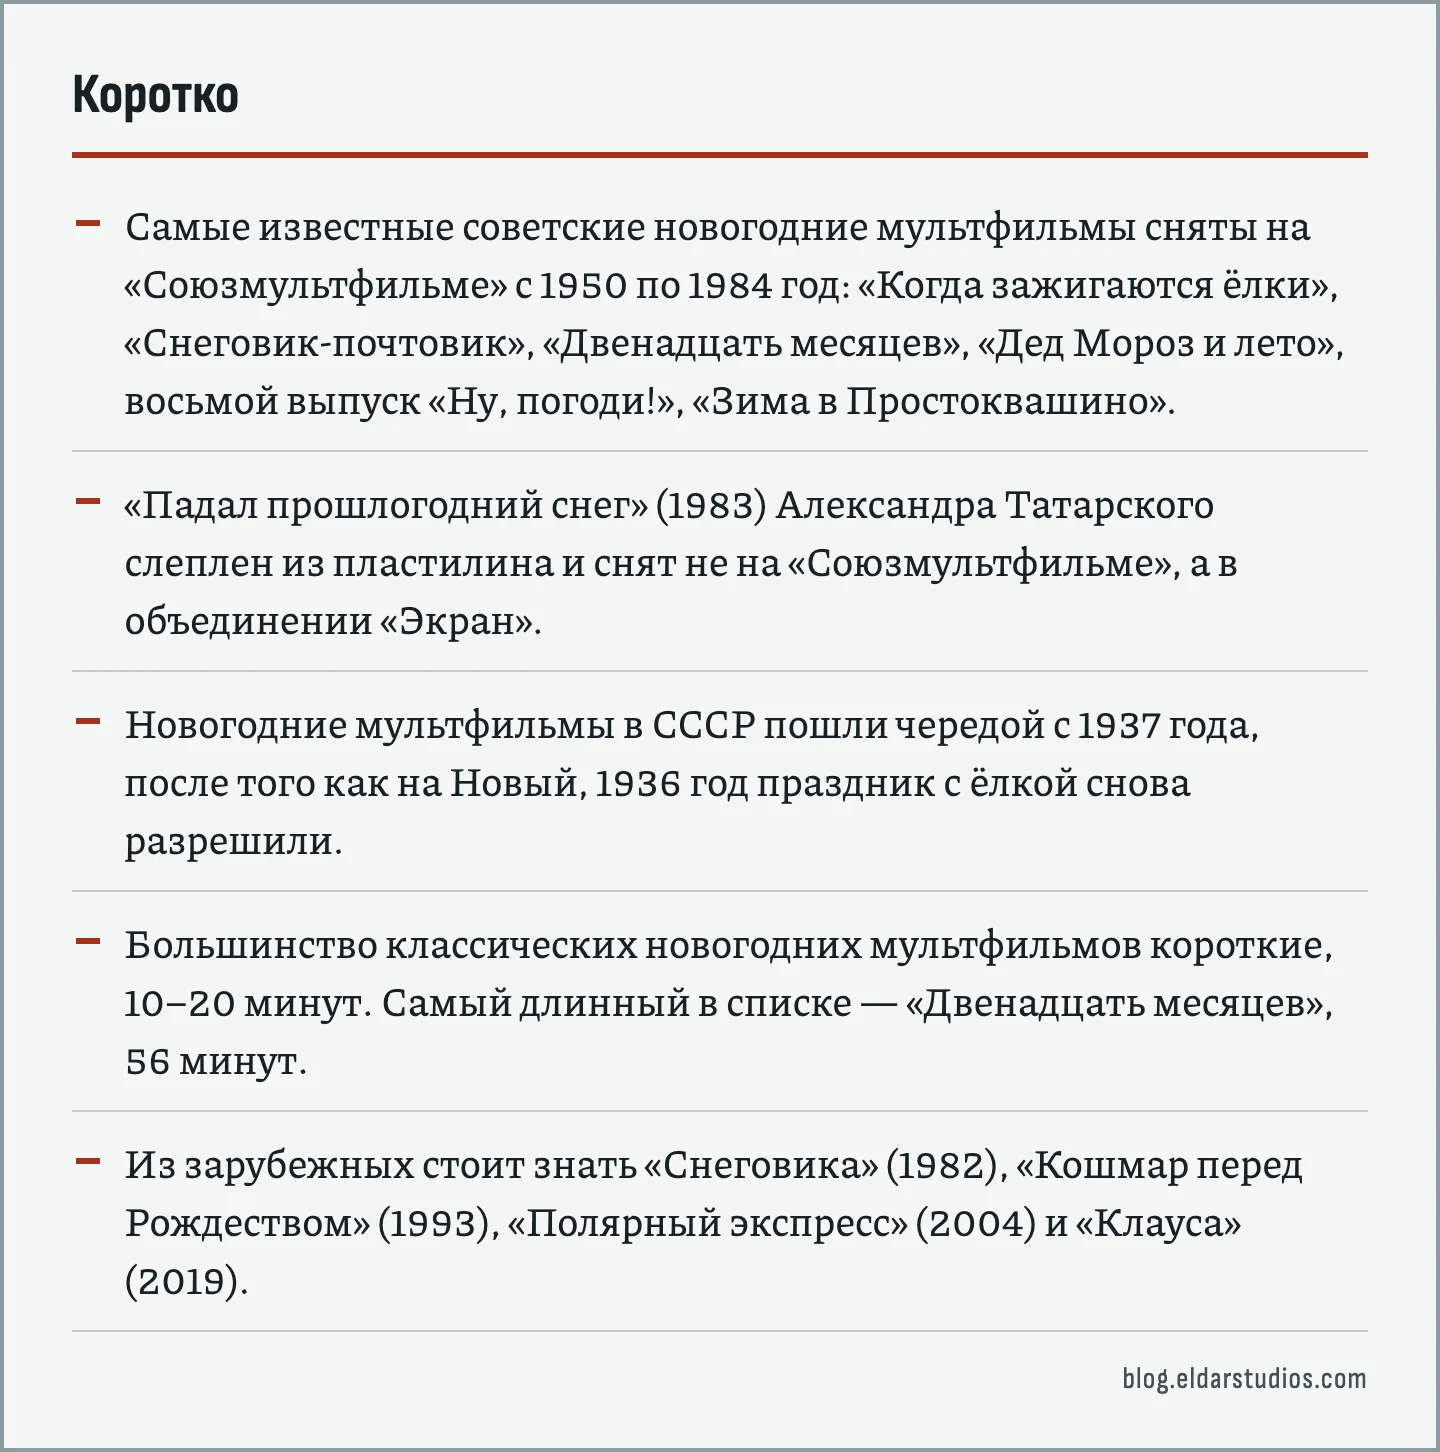 Коротко
Самые известные советские новогодние мультфильмы сняты на
«Союзмультфильме» с 1950 по 1984 год: «Когда зажигаются ёлки»,
«Снеговик-почтовик», «Двенадцать месяцев», «Дед Мороз и лето»,
восьмой выпуск «Ну, погоди!», «Зима в Простоквашино».
«Падал прошлогодний снег» (1983) Александра Татарского
слеплен из пластилина и снят не на «Союзмультфильме», а в
объединении «Экран».
Новогодние мультфильмы в СССР пошли чередой с 1937 года,
после того как на Новый, 1936 год праздник с ёлкой снова
разрешили.
Большинство классических новогодних мультфильмов короткие,
10–20 минут. Самый длинный в списке — «Двенадцать месяцев»,
56 минут.
Из зарубежных стоит знать «Снеговика» (1982), «Кошмар перед
Рождеством» (1993), «Полярный экспресс» (2004) и «Клауса»
(2019).
blog.eldarstudios.com